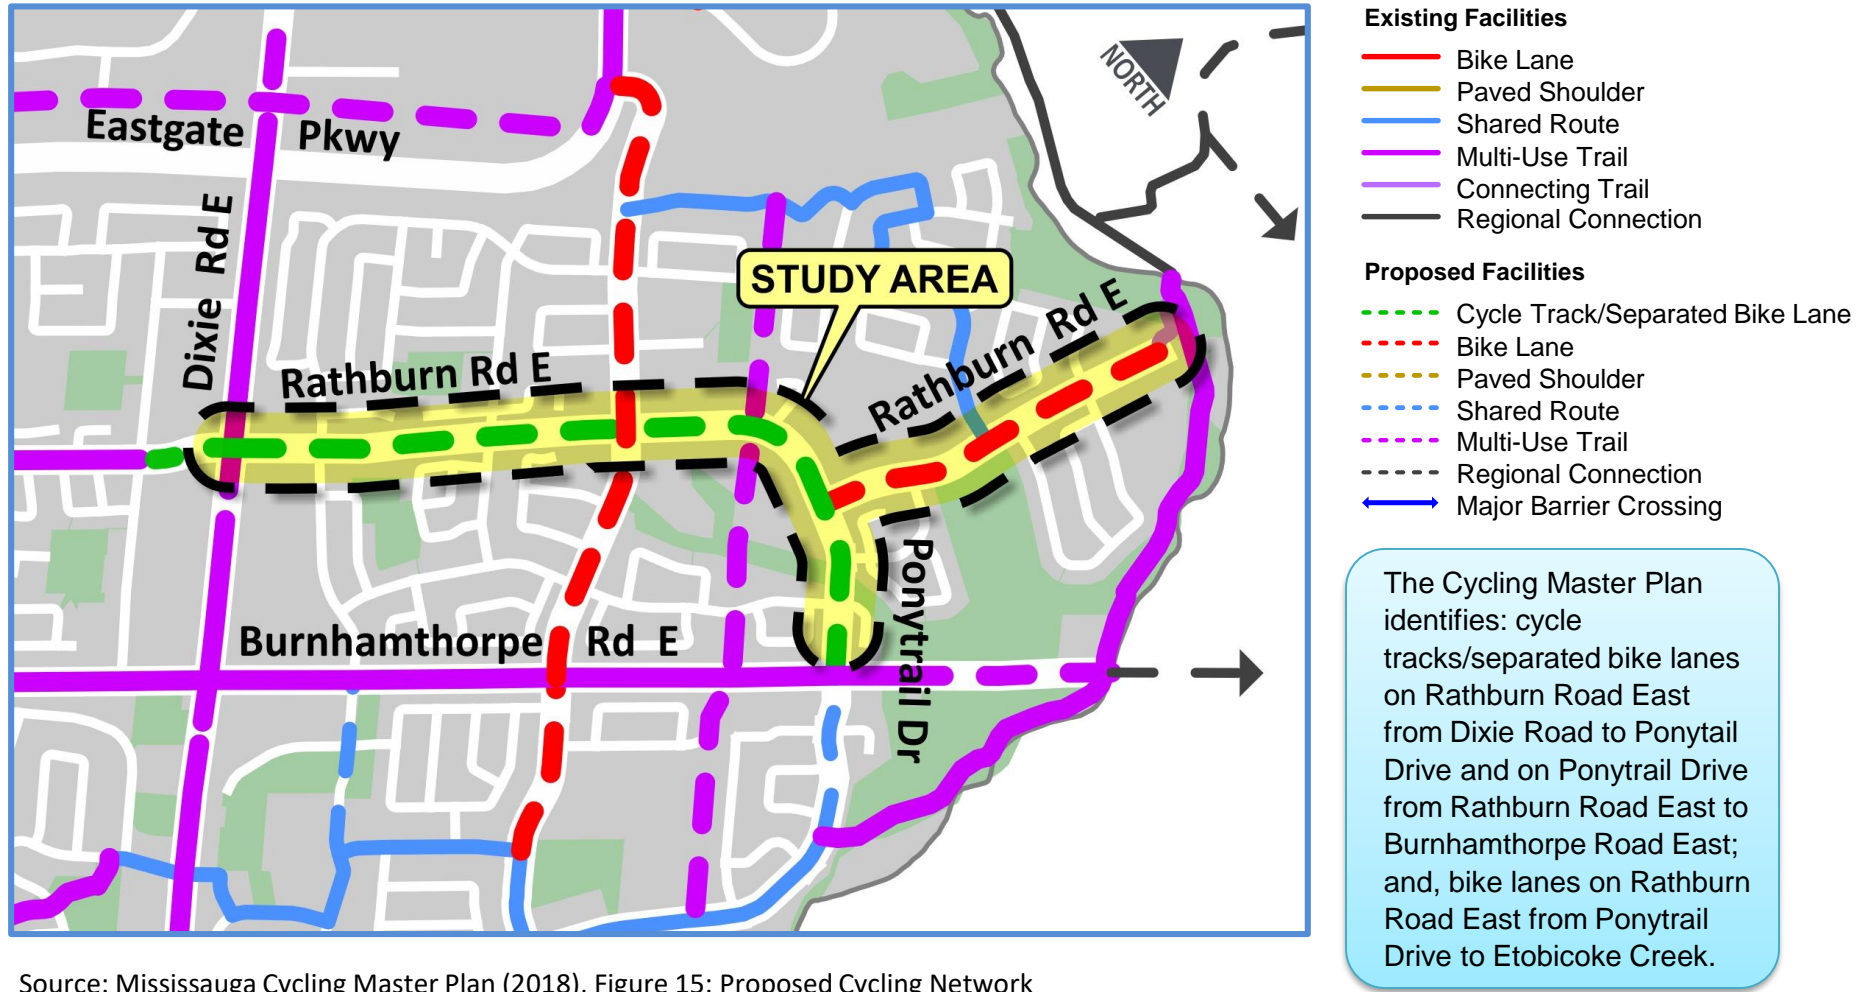 Eastgate Pkwy
NORTH
Dixie Rd E
STUDY AREA
Rathburn Rd E
Rathburn Rd E
Ponytrail Dr
Burnhamthorpe Rd E
Existing Facilities
Bike Lane
Paved Shoulder
Shared Route
Multi-Use Trail
Connecting Trail
Regional Connection
Proposed Facilities
Cycle Track/Separated Bike Lane
Bike Lane
Paved Shoulder
Shared Route
Multi-Use Trail
Regional Connection
Major Barrier Crossing
The Cycling Master Plan
identifies: cycle
tracks/separated bike lanes
on Rathburn Road East
from Dixie Road to Ponytail
Drive and on Ponytrail Drive
from Rathburn Road East to
Burnhamthorpe Road East;
and, bike lanes on Rathburn
Road East from Ponytrail
Drive to Etobicoke Creek.
Source: Mississauga Cycling Master Plan (2018), Figure 15: Proposed Cycling Network